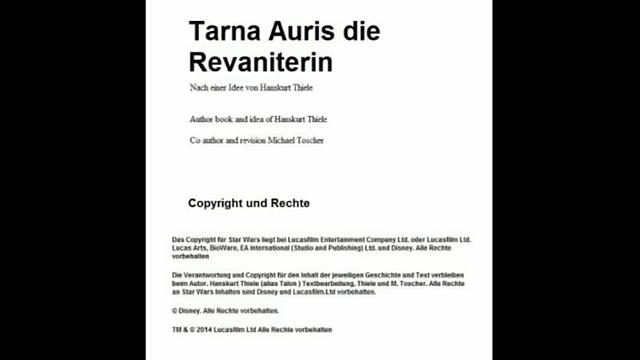 Tarna Auris die
Revaniterin
Nach einer Idee von Hanskurt Thiele
Author book and idea of Hanskurt Thiele
Co author and revision Michael Toscher
Copyright und Rechte
Das Copyright für Star Wars liegt bei Lucasfilm Entertainment Company Ltd. oder Lucasfilm Ltd.
Lucas Arts, BioWare, EA International (Studio and Publishing) Ltd. und Disney. Alle Rechte
vorbehalten
Die Verantwortung und Copyright für den Inhalt der jeweiligen Geschichte und Text verbleiben
beim Autor. Hanskurt Thiele (alias Talon ) Textbearbeitung, Thiele und M. Toscher. Alle Rechte
an Star Wars Inhalten sind Disney und Lucasfilm.Ltd vorbehalten.
© Disney. Alle Rechte vorbehalten.
TM & © 2014 Lucasfilm Ltd Alle Rechte vorbehalten